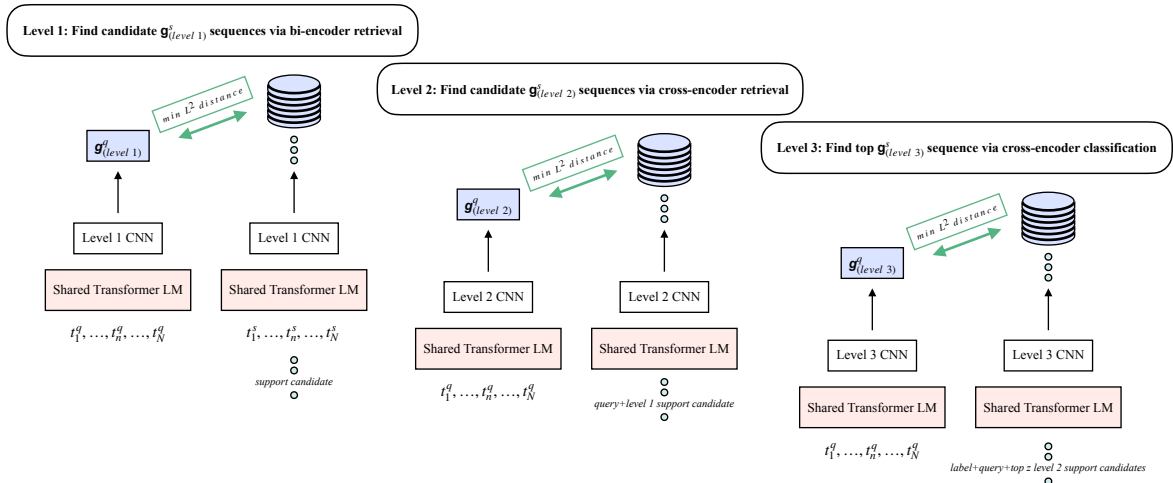 Level 1: Find candidate g^s_(level 1) sequences via bi-encoder retrieval
min L² distance
g^q_(level 1)
Level 1 CNN
Level 1 CNN
Shared Transformer LM
Shared Transformer LM
t^q_1, …, t^q_n, …, t^q_N
t^s_1, …, t^s_n, …, t^s_N
support candidate
Level 2: Find candidate g^s_(level 2) sequences via cross-encoder retrieval
min L² distance
g^q_(level 2)
Level 2 CNN
Level 2 CNN
Shared Transformer LM
Shared Transformer LM
t^q_1, …, t^q_n, …, t^q_N
query+level 1 support candidate
Level 3: Find top g^s_(level 3) sequence via cross-encoder classification
min L² distance
g^q_(level 3)
Level 3 CNN
Level 3 CNN
Shared Transformer LM
Shared Transformer LM
t^q_1, …, t^q_n, …, t^q_N
label+query+top z level 2 support candidates